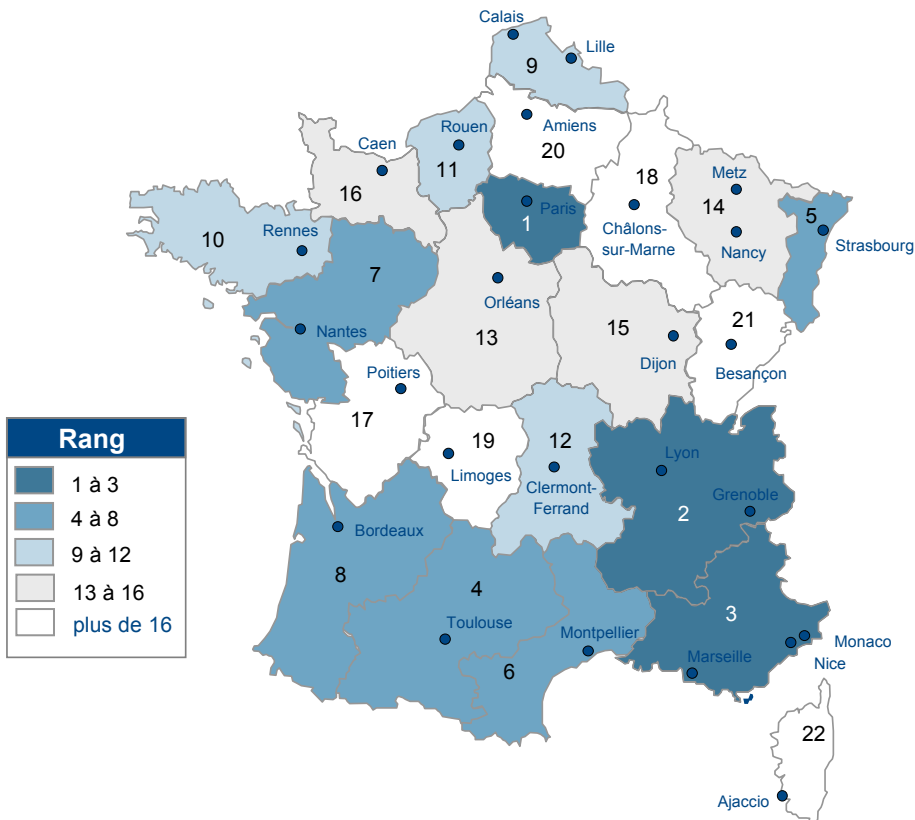 Calais
Lille
9
Amiens
20
Rouen
11
Caen
16
18
Châlons-
sur-Marne
Metz
14
Nancy
5
Strasbourg
Paris
1
10
Rennes
7
Nantes
Orléans
13
15
Dijon
21
Besançon
Poitiers
17
19
Limoges
12
Clermont-
Ferrand
Lyon
Grenoble
2
Rang
1 à 3
4 à 8
9 à 12
13 à 16
plus de 16
Bordeaux
8
4
Toulouse
Montpellier
6
3
Marseille
Monaco
Nice
22
Ajaccio